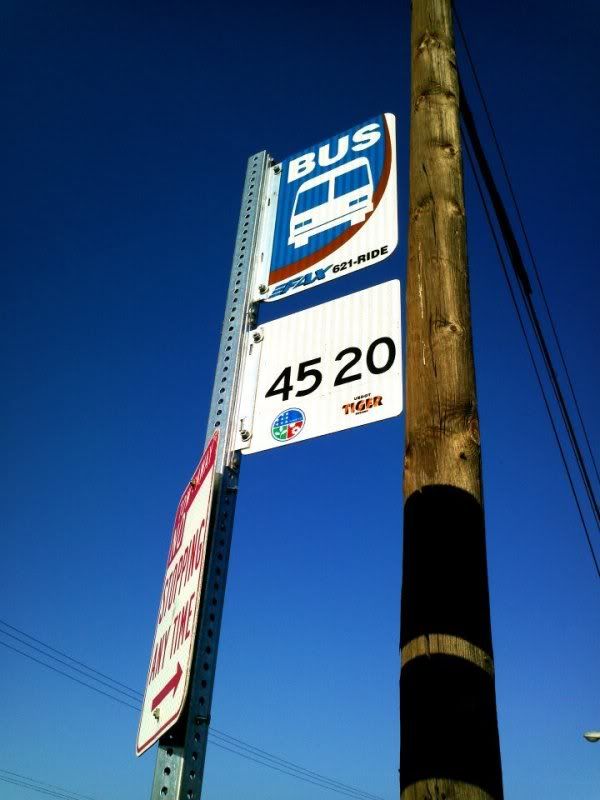 BUS
FAX 621-RIDE
45 20
TIGER
STOPPING
ANY TIME